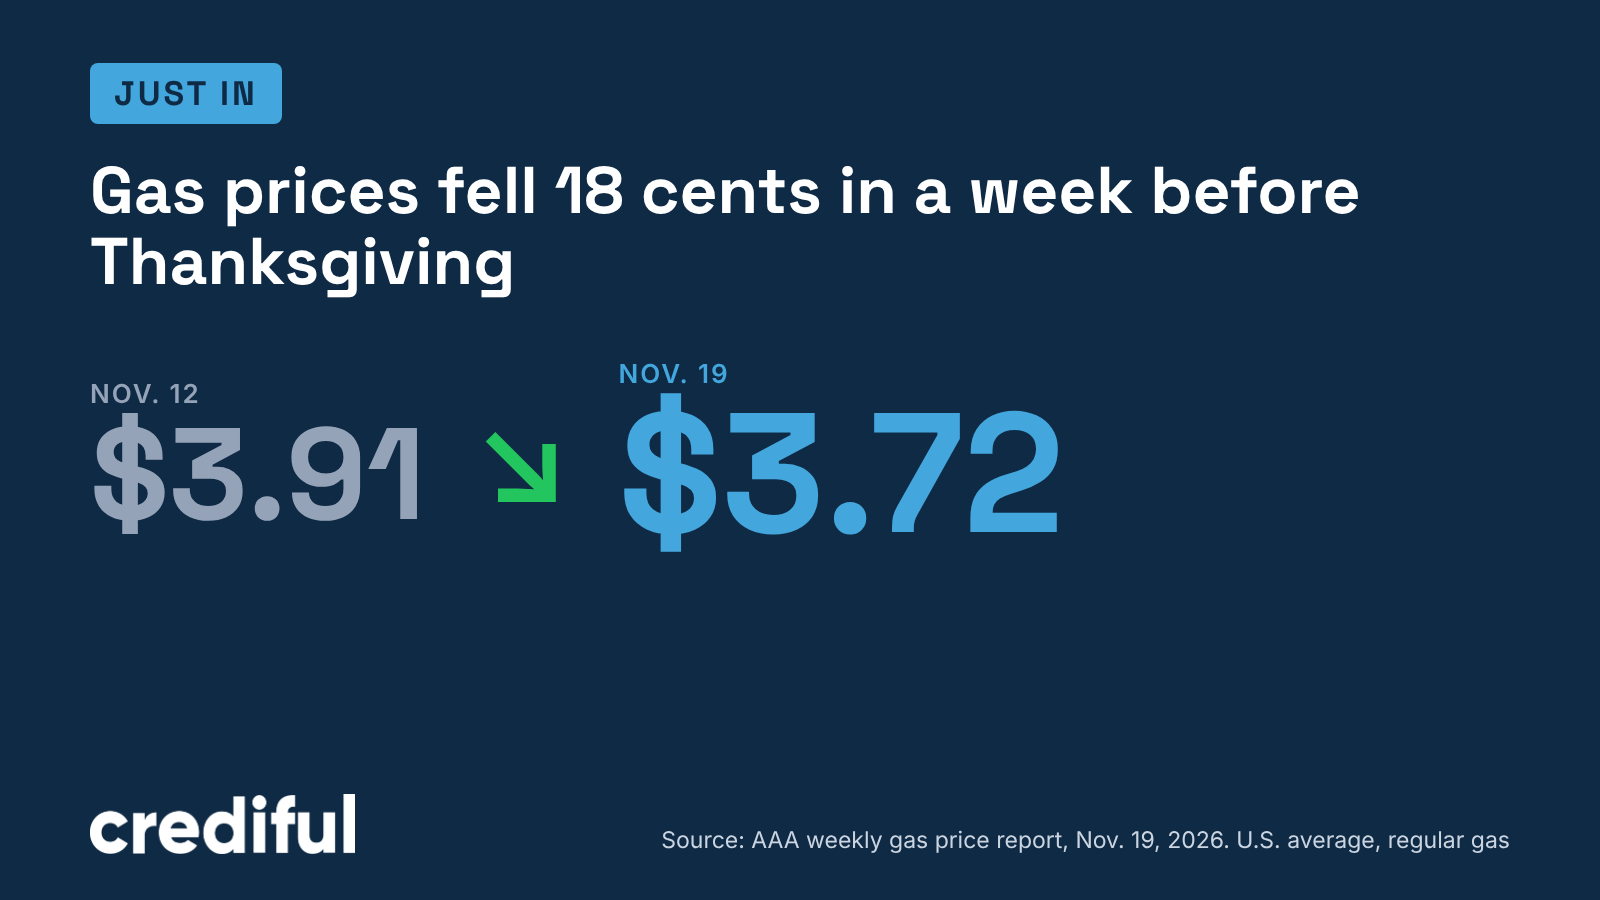 JUST IN
Gas prices fell 18 cents in a week before
Thanksgiving
NOV. 12
$3.91
NOV. 19
$3.72
crediful
Source: AAA weekly gas price report, Nov. 19, 2026. U.S. average, regular gas